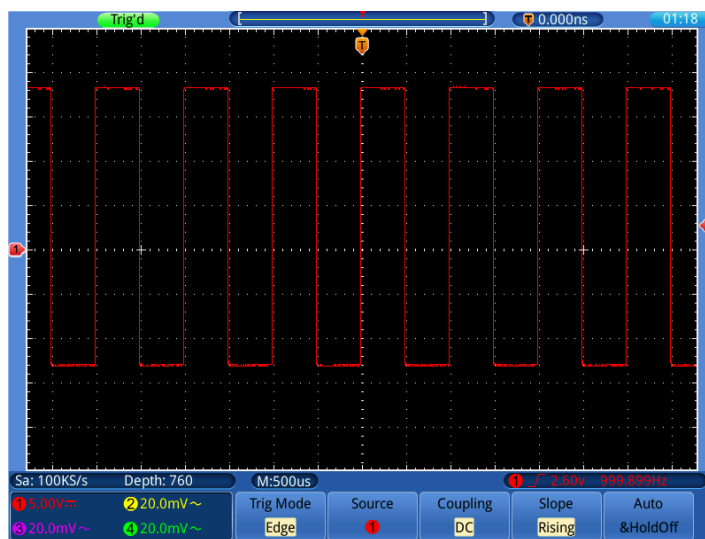 Trig'd T 0.000ns 01:18
T
1
Sa: 100KS/s Depth: 760 M:500us 1 2.60v 999.899Hz
1 5.00V 2 20.0mV~ Trig Mode Source Coupling Slope Auto
3 20.0mV~ 4 20.0mV~ Edge 1 DC Rising &HoldOff